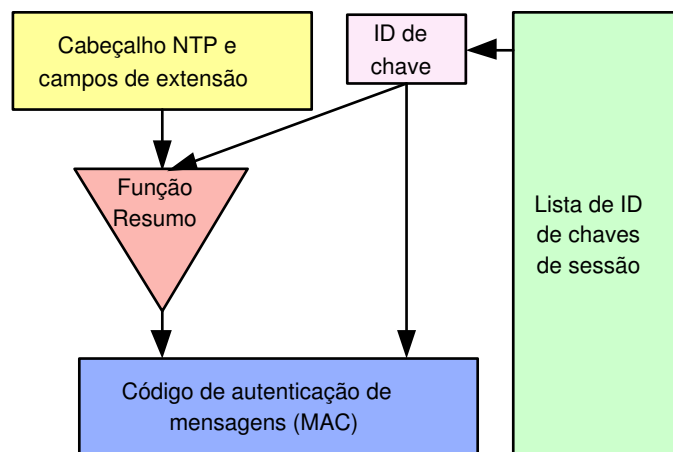 Cabeçalho NTP e
campos de extensão
ID de
chave
Função
Resumo
Lista de ID
de chaves
de sessão
Código de autenticação de
mensagens (MAC)